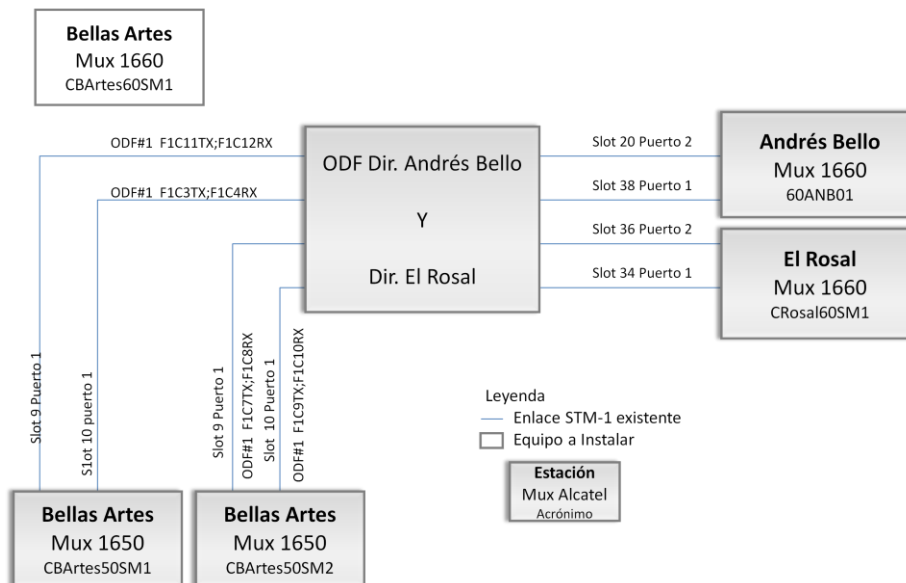 Bellas Artes
Mux 1660
CBArtes60SM1
ODF#1 F1C11TX;F1C12RX
ODF#1 F1C3TX;F1C4RX
ODF Dir. Andrés Bello
Y
Dir. El Rosal
Slot 20 Puerto 2
Slot 38 Puerto 1
Slot 36 Puerto 2
Slot 34 Puerto 1
Andrés Bello
Mux 1660
60ANB01
El Rosal
Mux 1660
CRosal60SM1
Slot 9 Puerto 1
S1ot 10 puerto 1
Slot 9 Puerto 1
ODF#1 F1C7TX;F1C8RX
Slot 10 Puerto 1
ODF#1 F1C9TX;F1C10RX
Leyenda
Enlace STM-1 existente
Equipo a Instalar
Estación
Mux Alcatel
Acrónimo
Bellas Artes
Mux 1650
CBArtes50SM1
Bellas Artes
Mux 1650
CBArtes50SM2